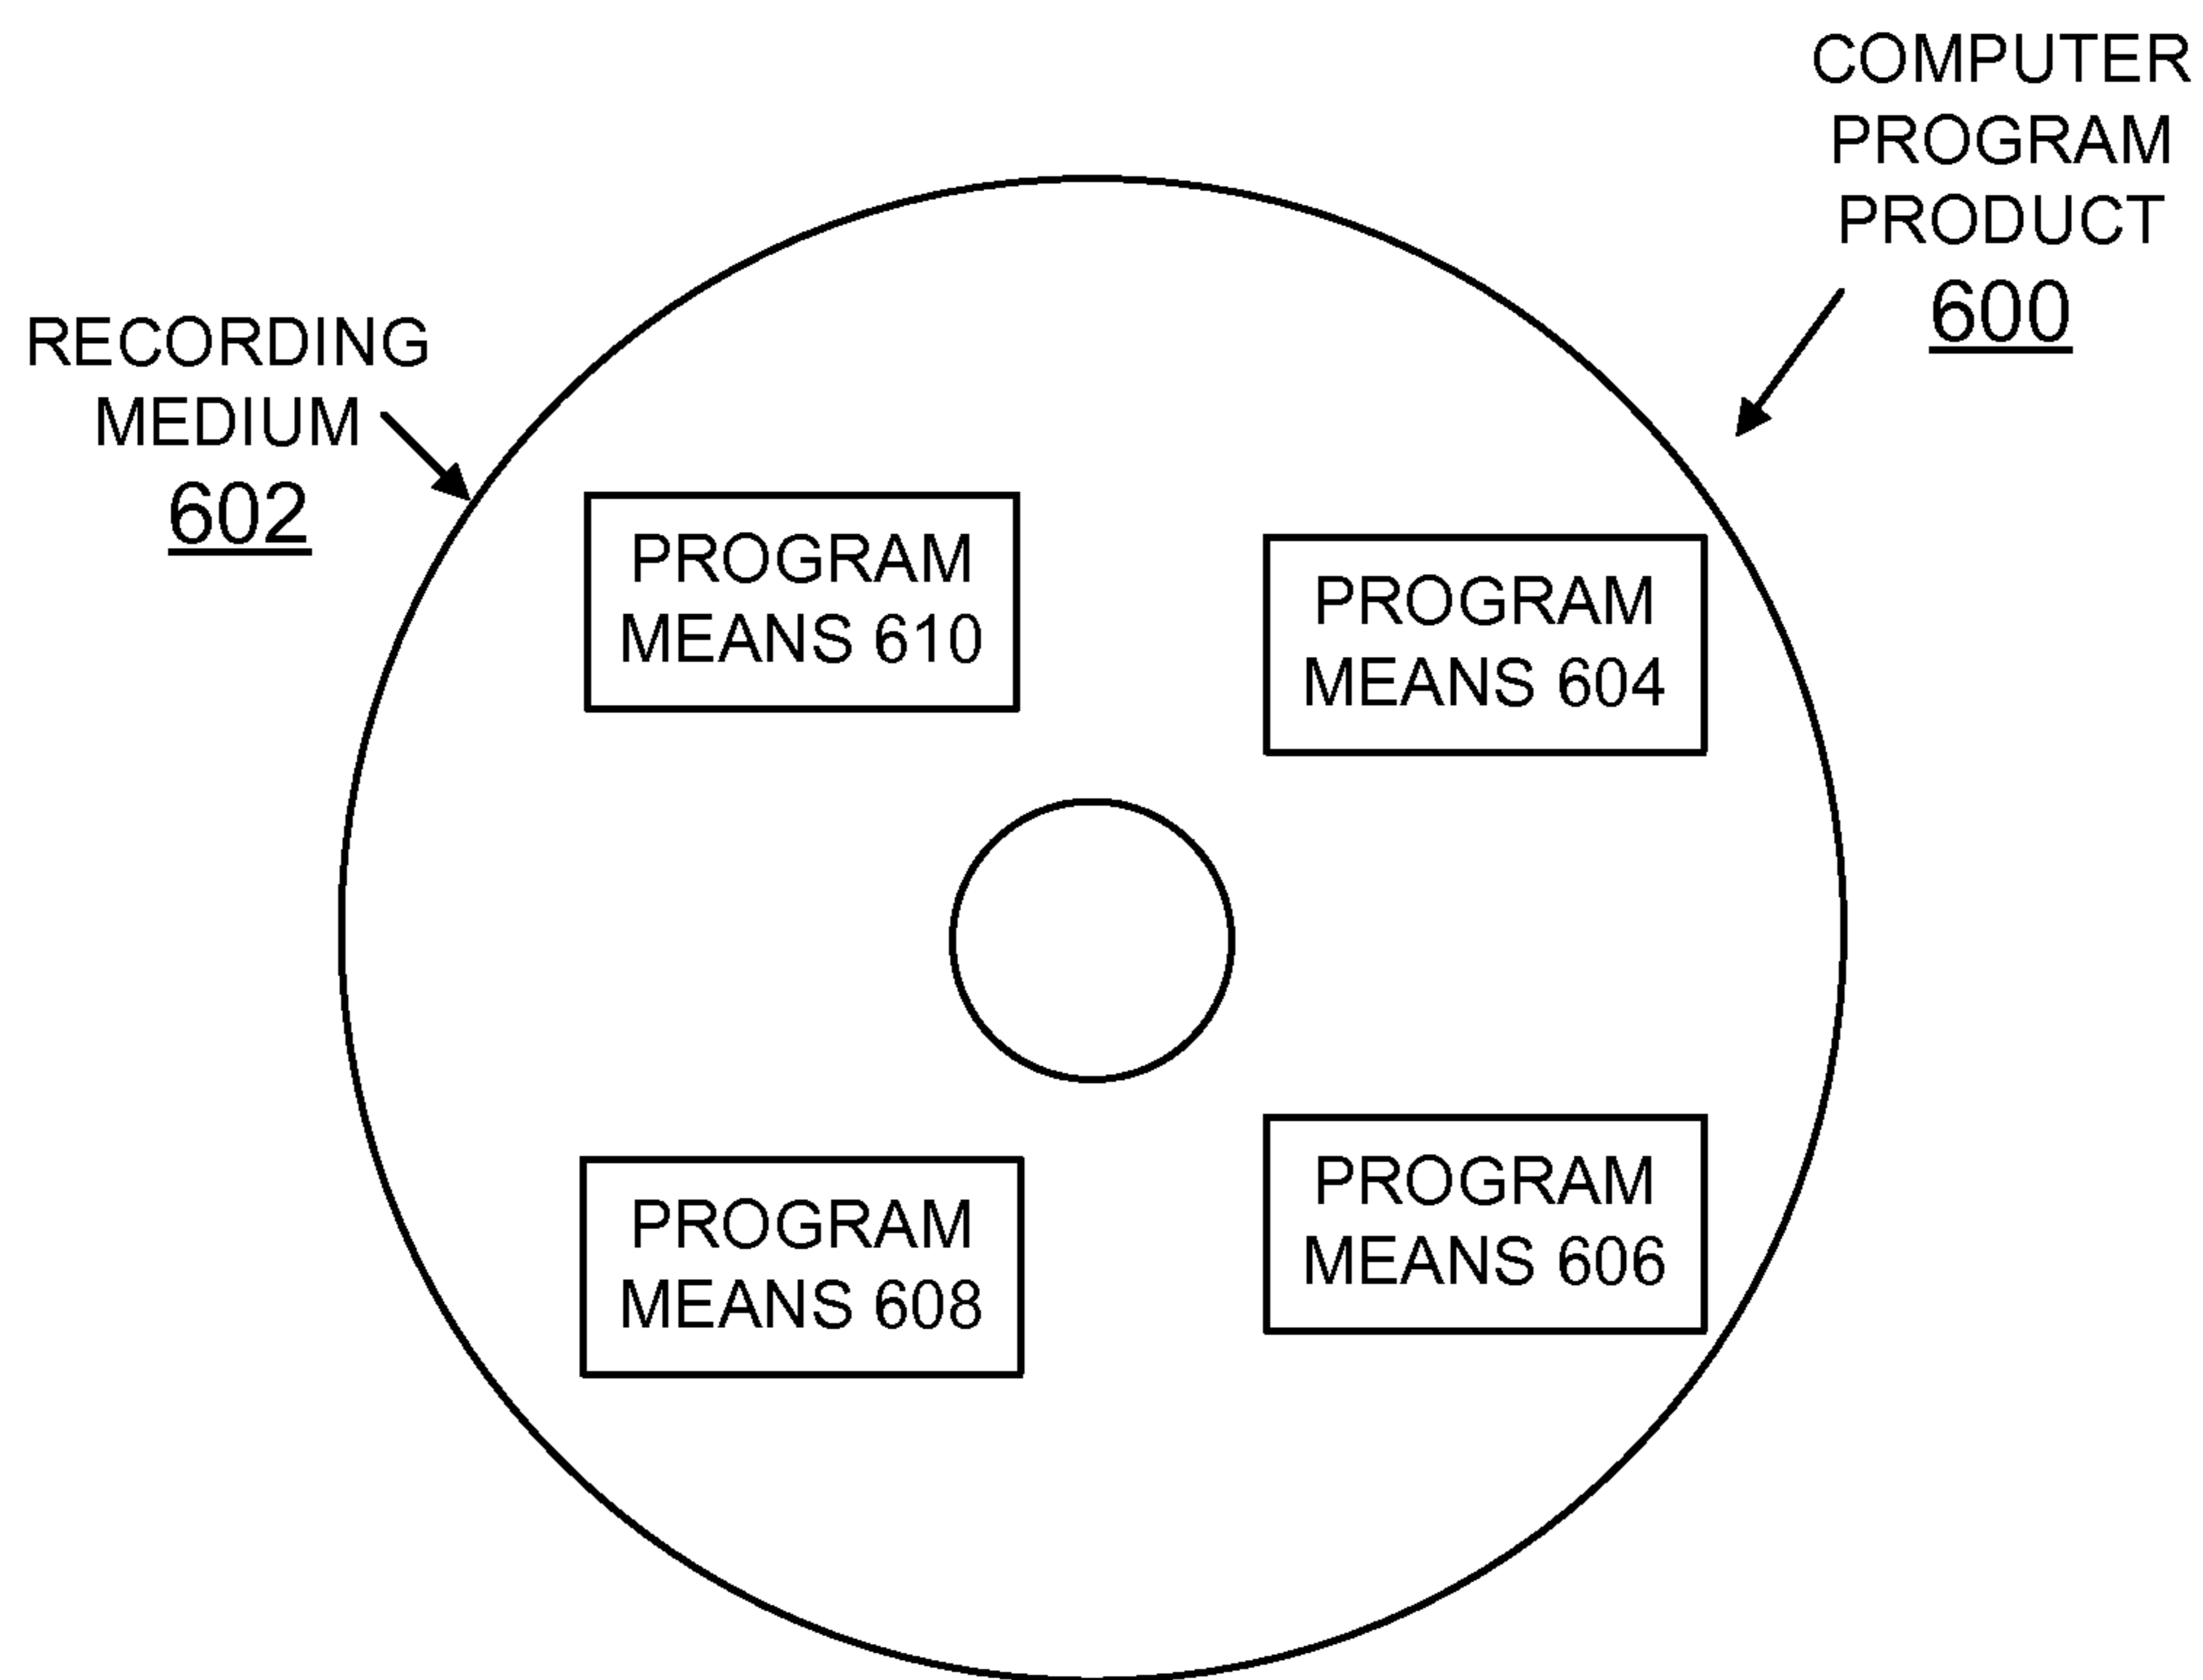 COMPUTER
PROGRAM
PRODUCT
600
RECORDING
MEDIUM
602
PROGRAM
MEANS 610
PROGRAM
MEANS 604
PROGRAM
MEANS 608
PROGRAM
MEANS 606